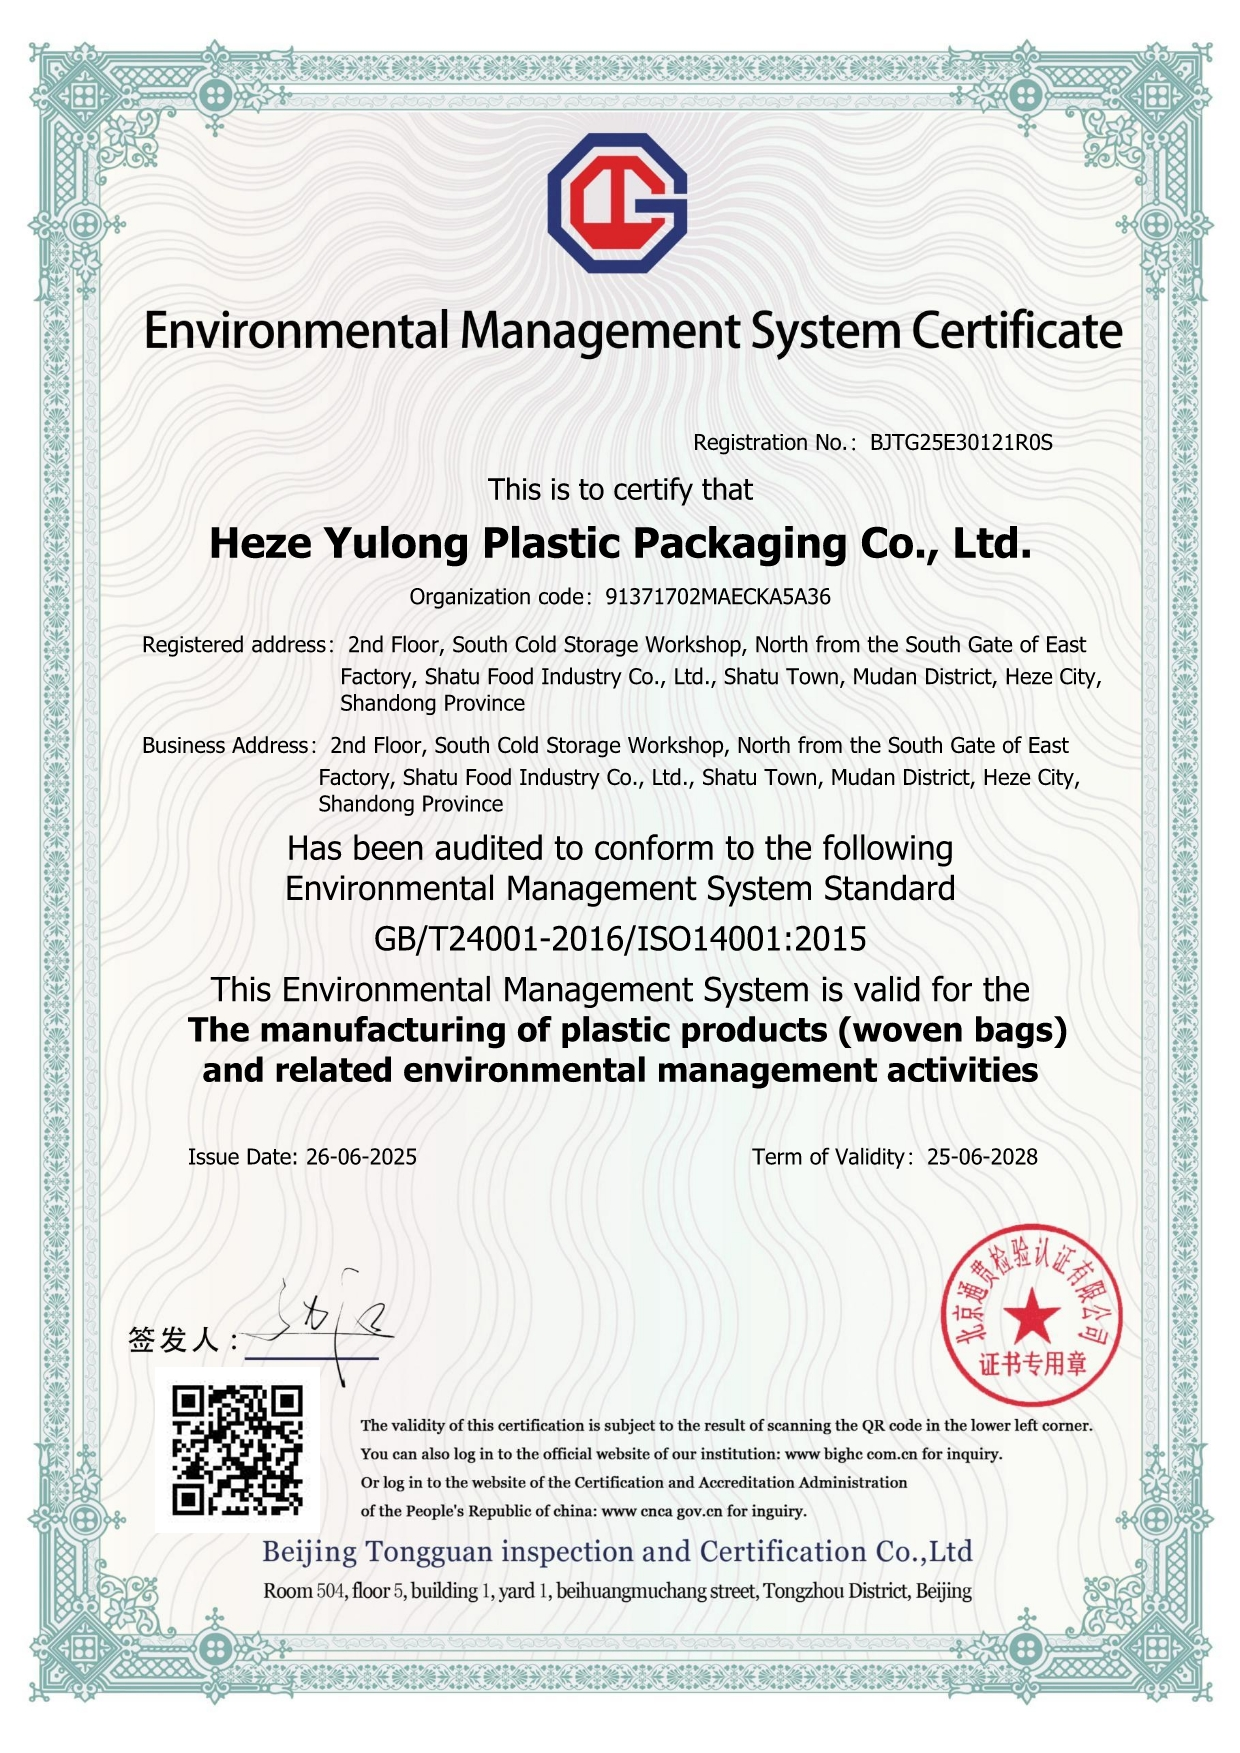 Environmental Management System Certificate
Registration No.： BJTG25E30121R0S
This is to certify that
Heze Yulong Plastic Packaging Co., Ltd.
Organization code： 91371702MAECKA5A36
Registered address： 2nd Floor, South Cold Storage Workshop, North from the South Gate of East
Factory, Shatu Food Industry Co., Ltd., Shatu Town, Mudan District, Heze City,
Shandong Province
Business Address： 2nd Floor, South Cold Storage Workshop, North from the South Gate of East
Factory, Shatu Food Industry Co., Ltd., Shatu Town, Mudan District, Heze City,
Shandong Province
Has been audited to conform to the following
Environmental Management System Standard
GB/T24001-2016/ISO14001:2015
This Environmental Management System is valid for the
The manufacturing of plastic products (woven bags)
and related environmental management activities
Issue Date: 26-06-2025
Term of Validity： 25-06-2028
北京通贯检验认证有限公司
证书专用章
签发人：
The validity of this certification is subject to the result of scanning the QR code in the lower left corner.
You can also log in to the official website of our institution: www bighc com.cn for inquiry.
Or log in to the website of the Certification and Accreditation Administration
of the People's Republic of china: www cnca gov.cn for inguiry.
Beijing Tongguan inspection and Certification Co.,Ltd
Room 504, floor 5, building 1, yard 1, beihuangmuchang street, Tongzhou District, Beijing